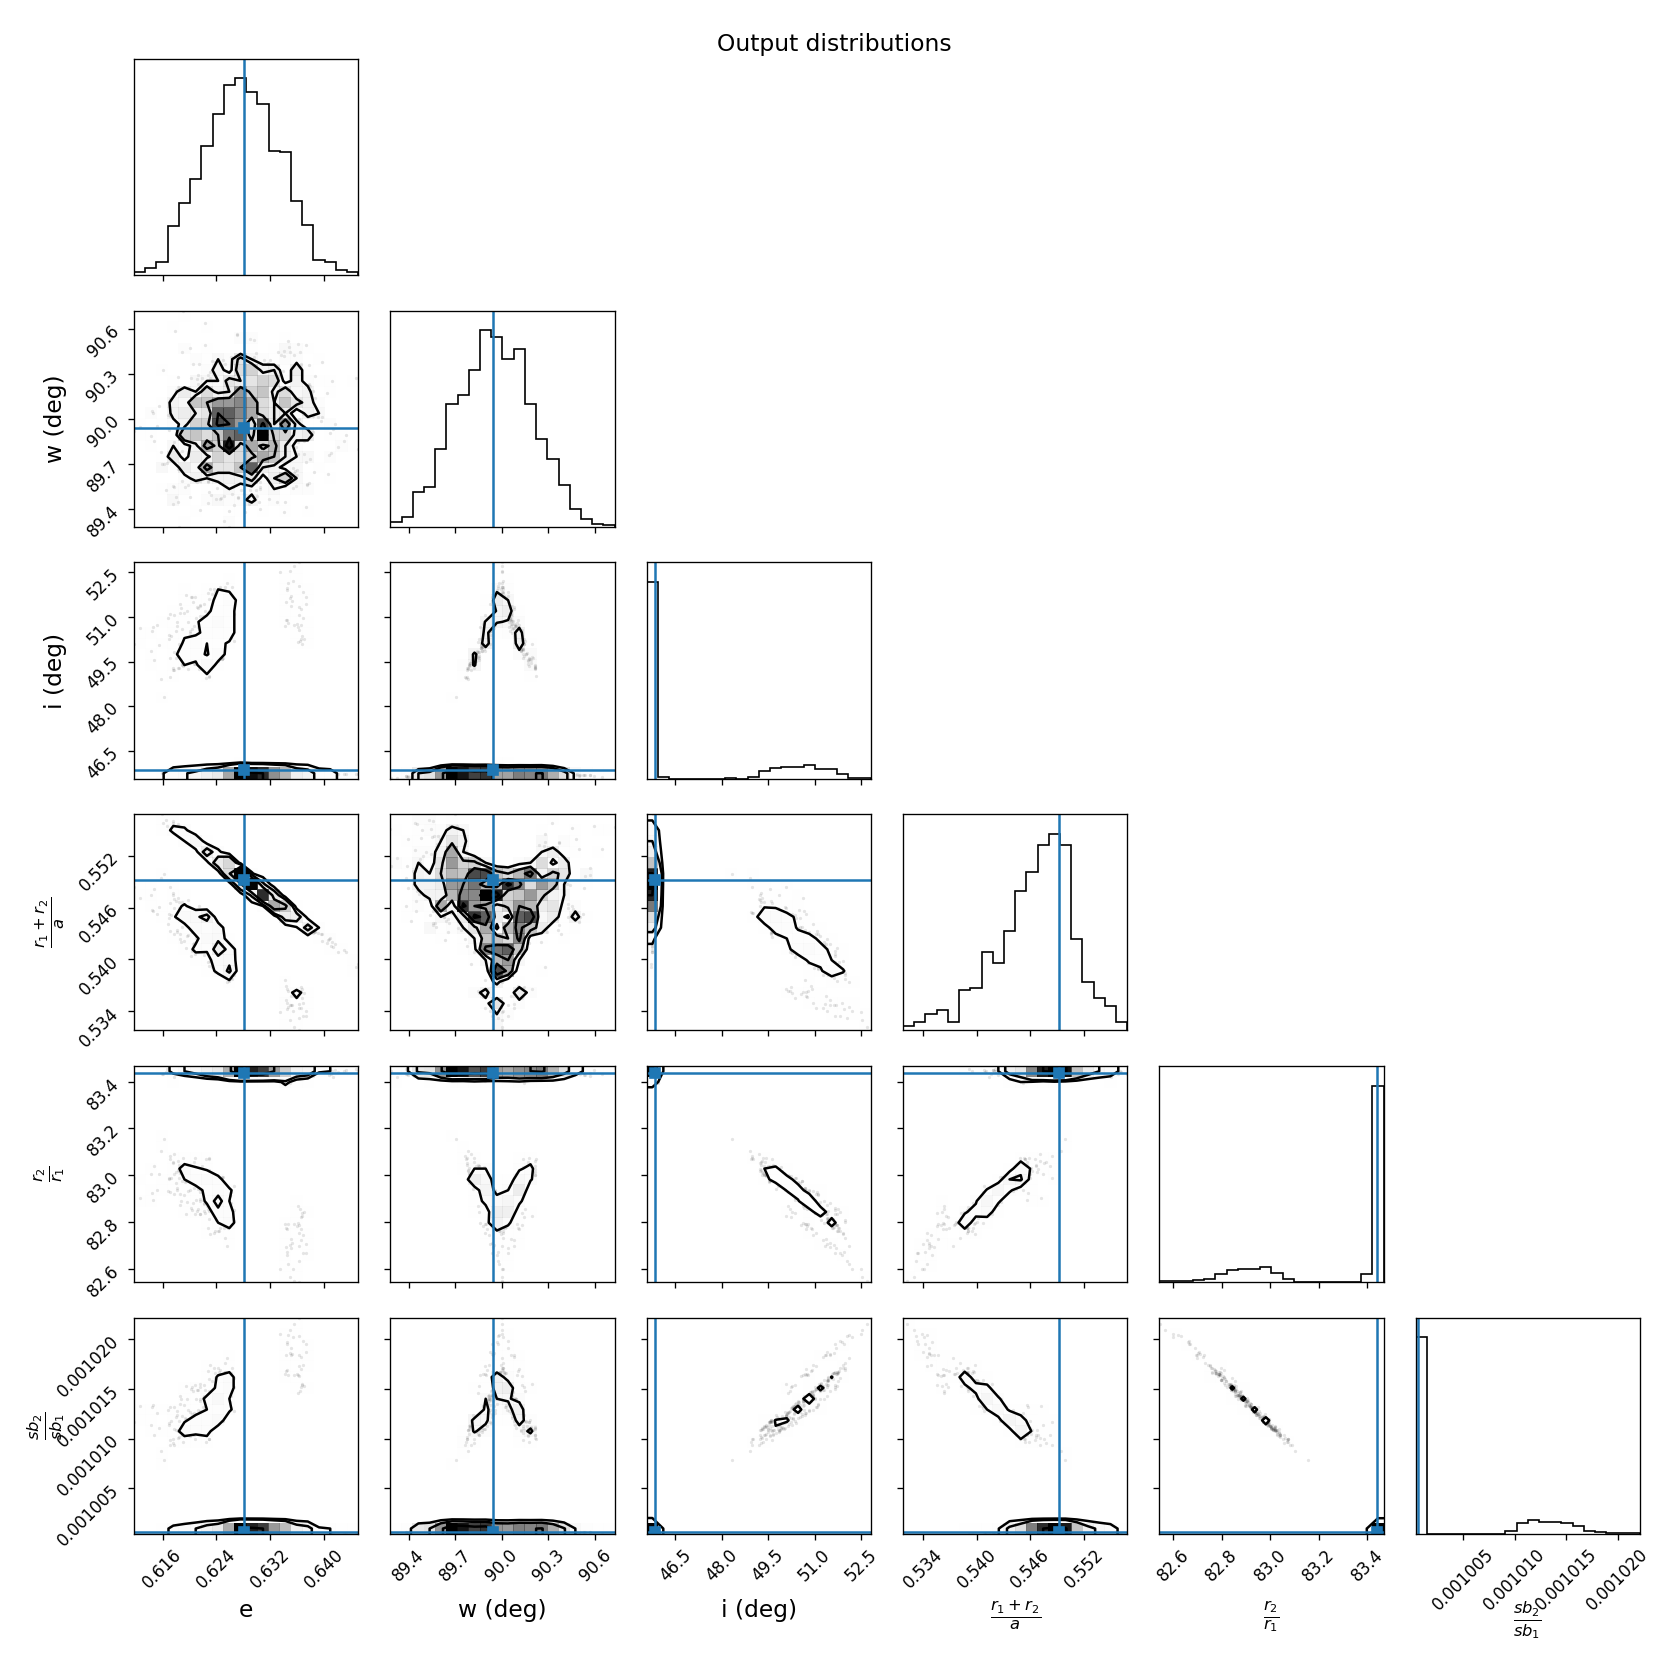 Output distributions
w (deg)
90.6
90.3
90.0
89.7
89.4
i (deg)
52.5
51.0
49.5
48.0
46.5
r₁ + r₂
a
0.552
0.546
0.540
0.534
r₂
r₁
83.4
83.2
83.0
82.8
82.6
sb₂
sb₁
0.001020
0.001015
0.001010
0.001005
0.616 0.624 0.632 0.640 89.4 89.7 90.0 90.3 90.6 46.5 48.0 49.5 51.0 52.5 0.534 0.540 0.546 0.552 82.6 82.8 83.0 83.2 83.4 0.001005 0.001010 0.001015 0.001020
e w (deg) i (deg) r₁ + r₂ r₂ sb₂
a r₁ sb₁